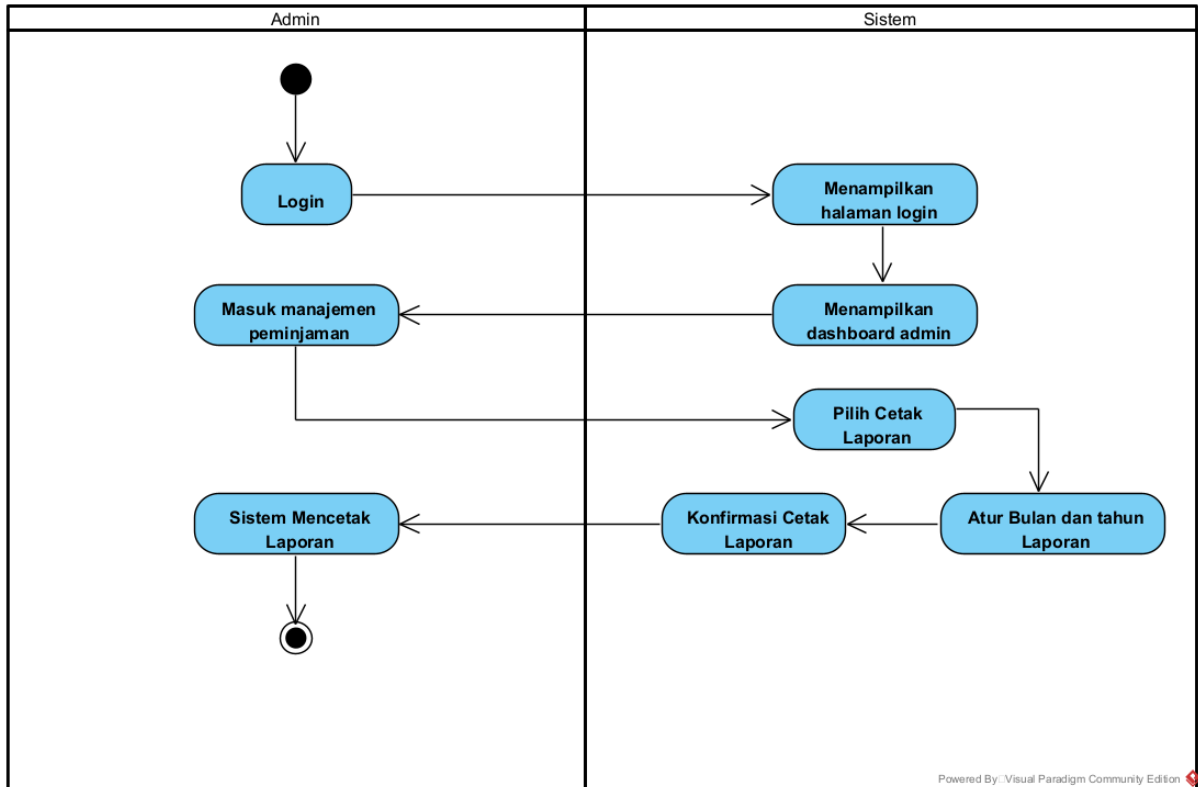 Admin
Sistem
Login
Menampilkan
halaman login
Masuk manajemen
peminjaman
Menampilkan
dashboard admin
Pilih Cetak
Laporan
Sistem Mencetak
Laporan
Konfirmasi Cetak
Laporan
Atur Bulan dan tahun
Laporan
Powered By Visual Paradigm Community Edition